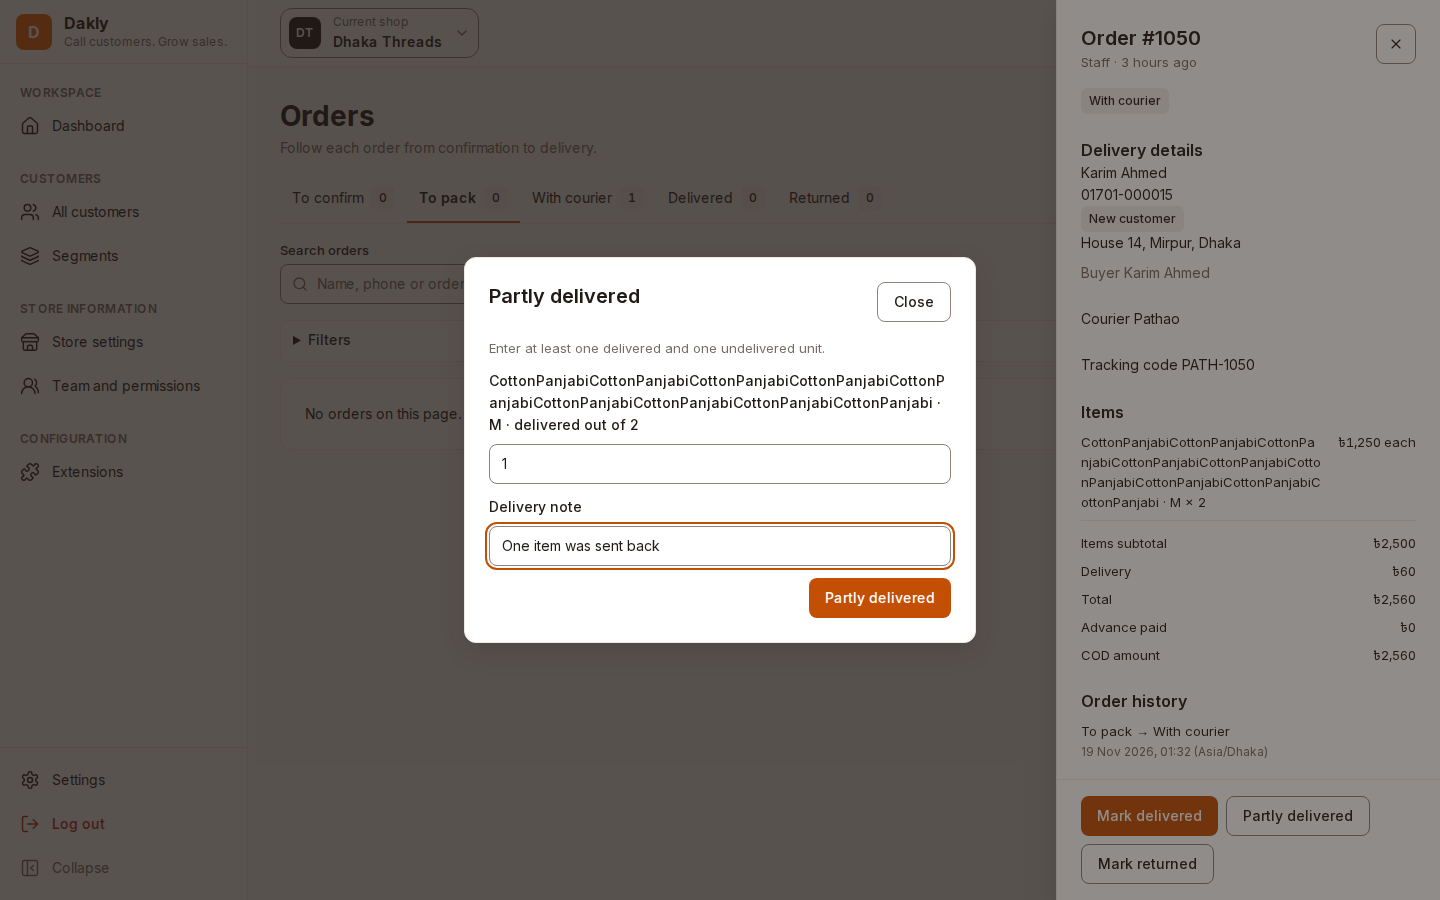 D
Dakly
Call customers. Grow sales.
WORKSPACE
Dashboard
CUSTOMERS
All customers
Segments
STORE INFORMATION
Store settings
Team and permissions
CONFIGURATION
Extensions
Settings
Log out
Collapse
DT
Current shop
Dhaka Threads
Orders
Follow each order from confirmation to delivery.
To confirm 0 To pack 0 With courier 1 Delivered 0 Returned 0
Search orders
Name, phone or order
Filters
No orders on this page.
Partly delivered
Close
Enter at least one delivered and one undelivered unit.
CottonPanjabiCottonPanjabiCottonPanjabiCottonPanjabiCottonP
anjabiCottonPanjabiCottonPanjabiCottonPanjabiCottonPanjabi ·
M · delivered out of 2
1
Delivery note
One item was sent back
Partly delivered
Order #1050
Staff · 3 hours ago
With courier
Delivery details
Karim Ahmed
01701-000015
New customer
House 14, Mirpur, Dhaka
Buyer Karim Ahmed
Courier Pathao
Tracking code PATH-1050
Items
CottonPanjabiCottonPanjabiCottonPa ৳1,250 each
njabiCottonPanjabiCottonPanjabiCotto
nPanjabiCottonPanjabiCottonPanjabiC
ottonPanjabi · M × 2
Items subtotal ৳2,500
Delivery ৳60
Total ৳2,560
Advance paid ৳0
COD amount ৳2,560
Order history
To pack → With courier
19 Nov 2026, 01:32 (Asia/Dhaka)
Mark delivered
Partly delivered
Mark returned